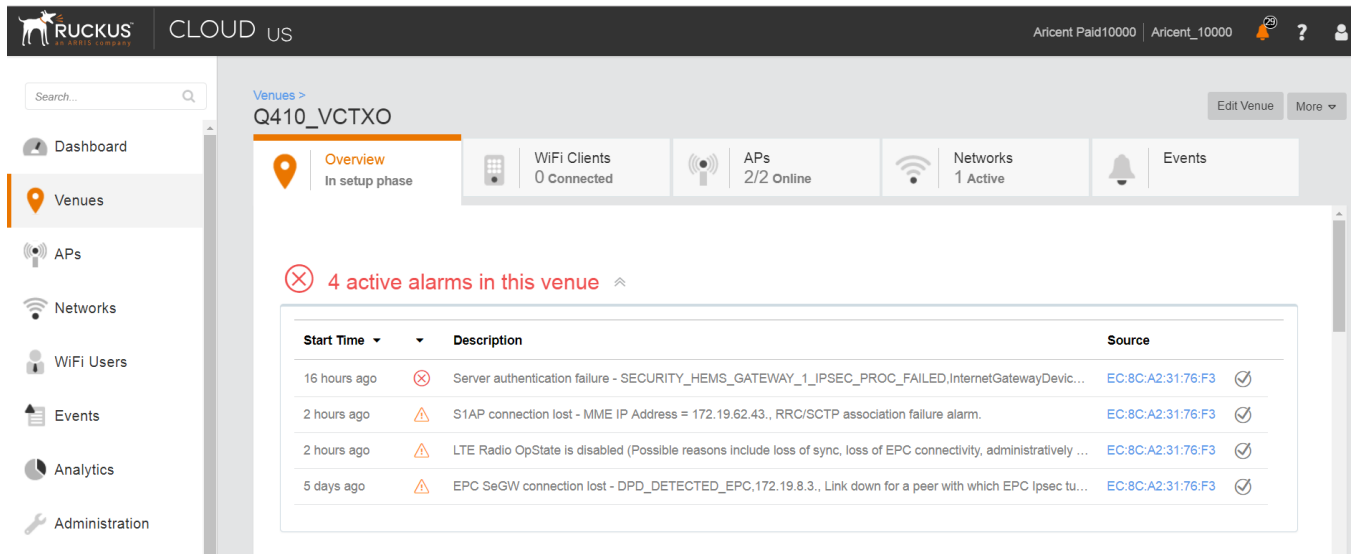 RUCKUS™
an ARRIS company
CLOUD US
Aricent Paid10000 | Aricent_10000
29
?
Search...
Dashboard
Venues
APs
Networks
WiFi Users
Events
Analytics
Administration
Venues >
Q410_VCTXO
Edit Venue
More
Overview
In setup phase
WiFi Clients
0 Connected
APs
2/2 Online
Networks
1 Active
Events
4 active alarms in this venue
Start Time Description Source
16 hours ago Server authentication failure - SECURITY_HEMS_GATEWAY_1_IPSEC_PROC_FAILED,InternetGatewayDevic... EC:8C:A2:31:76:F3
2 hours ago S1AP connection lost - MME IP Address = 172.19.62.43., RRC/SCTP association failure alarm. EC:8C:A2:31:76:F3
2 hours ago LTE Radio OpState is disabled (Possible reasons include loss of sync, loss of EPC connectivity, administratively ... EC:8C:A2:31:76:F3
5 days ago EPC SeGW connection lost - DPD_DETECTED_EPC,172.19.8.3., Link down for a peer with which EPC Ipsec tu... EC:8C:A2:31:76:F3